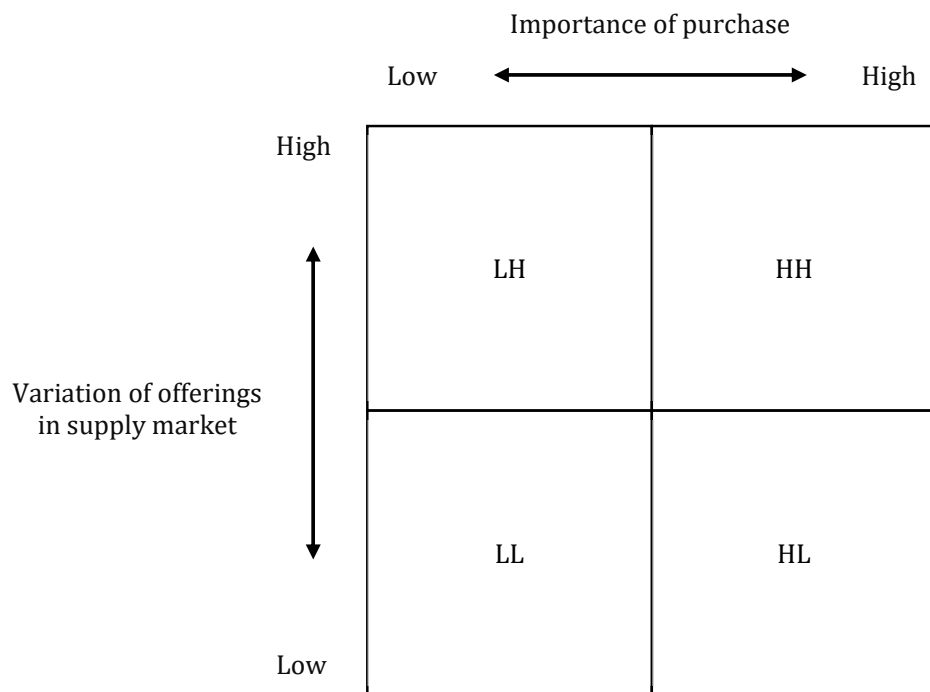 Importance of purchase
Low High
High
LH HH
Variation of offerings
in supply market
LL HL
Low